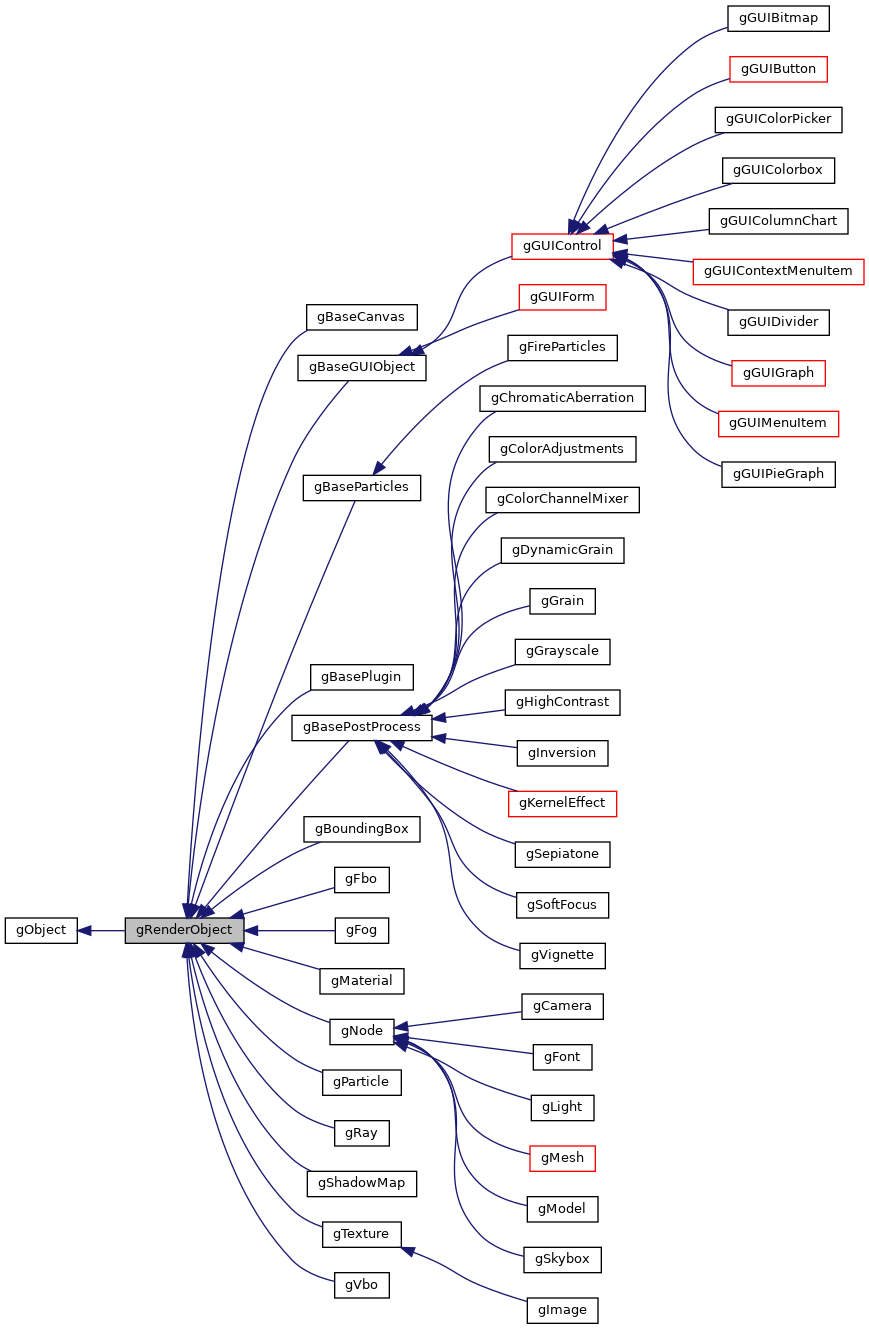 gGUIBitmap
gGUIButton
gGUIColorPicker
gGUIColorbox
gGUIColumnChart
gGUIControl
gGUIContextMenuItem
gGUIForm
gBaseCanvas
gGUIDivider
gFireParticles
gBaseGUIObject
gGUIGraph
gChromaticAberration
gGUIMenuItem
gColorAdjustments
gGUIPieGraph
gBaseParticles
gColorChannelMixer
gDynamicGrain
gGrain
gGrayscale
gBasePlugin
gHighContrast
gBasePostProcess
gInversion
gKernelEffect
gBoundingBox
gSepiatone
gFbo
gSoftFocus
gObject
gRenderObject
gFog
gVignette
gMaterial
gCamera
gNode
gFont
gParticle
gLight
gRay
gMesh
gShadowMap
gModel
gTexture
gSkybox
gVbo
gImage